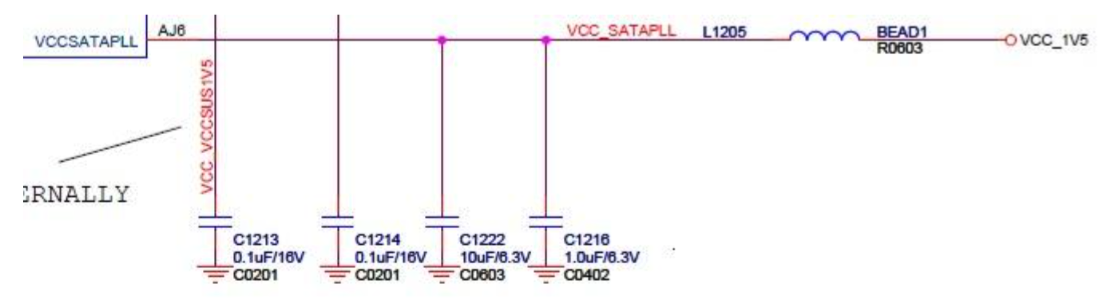 VCCSATAPLL
AJ6
VCC_SATAPLL
L1205
BEAD1
R0603
VCC_1V5
VCC_VCCSUS1V5
ERNALLY
C1213
0.1uF/16V
C0201
C1214
0.1uF/16V
C0201
C1222
10uF/6.3V
C0603
C1216
1.0uF/6.3V
C0402